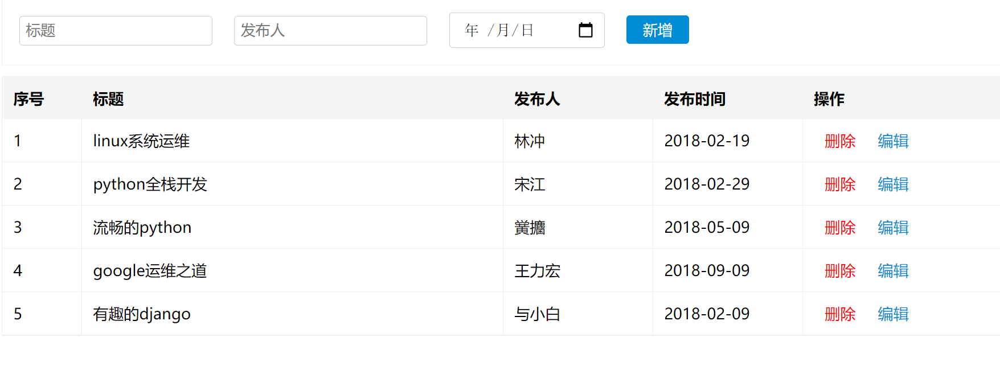 标题 发布人 年 /月/日 新增
序号 标题 发布人 发布时间 操作
1 linux系统运维 林冲 2018-02-19 删除 编辑
2 python全栈开发 宋江 2018-02-29 删除 编辑
3 流畅的python 2018-05-09 删除 编辑
4 google运维之道 王力宏 2018-09-09 删除 编辑
5 有趣的django 与小白 2018-02-09 删除 编辑